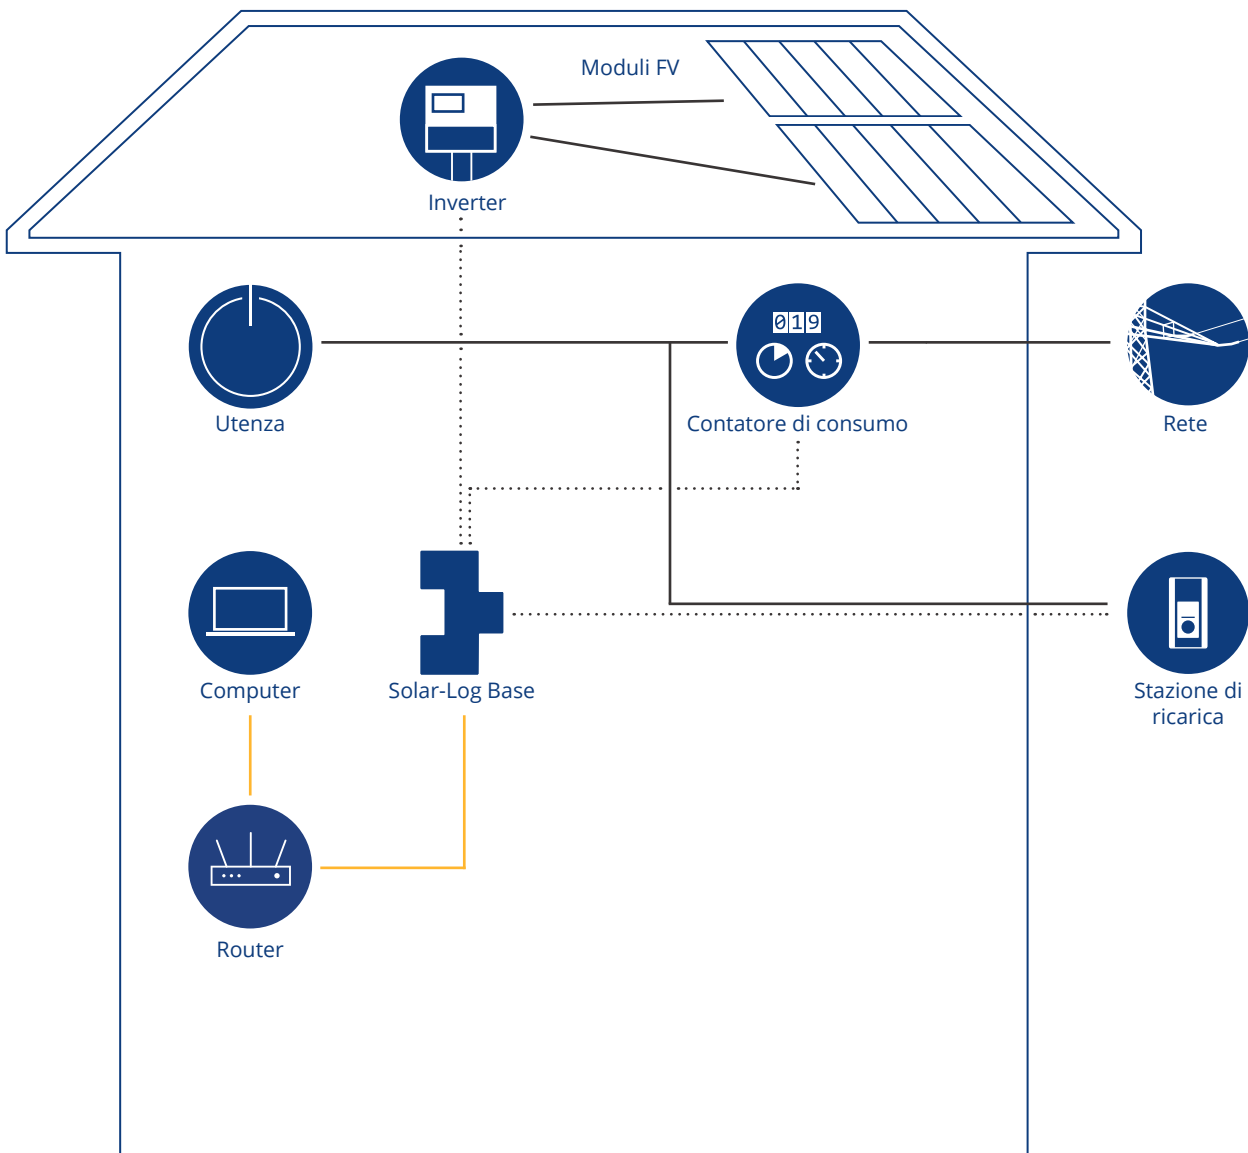 Moduli FV
Inverter
019
Utenza
Contatore di consumo
Rete
Computer
Solar-Log Base
Stazione di
ricarica
Router